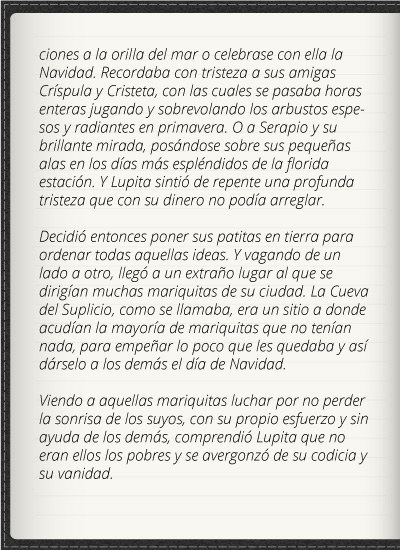 ciones a la orilla del mar o celebrase con ella la
Navidad. Recordaba con tristeza a sus amigas
Críspula y Cristeta, con las cuales se pasaba horas
enteras jugando y sobrevolando los arbustos espe-
sos y radiantes en primavera. O a Serapio y su
brillante mirada, posándose sobre sus pequeñas
alas en los días más espléndidos de la florida
estación. Y Lupita sintió de repente una profunda
tristeza que con su dinero no podía arreglar.

Decidió entonces poner sus patitas en tierra para
ordenar todas aquellas ideas. Y vagando de un
lado a otro, llegó a un extraño lugar al que se
dirigían muchas mariquitas de su ciudad. La Cueva
del Suplicio, como se llamaba, era un sitio a donde
acudían la mayoría de mariquitas que no tenían
nada, para empeñar lo poco que les quedaba y así
dárselo a los demás el día de Navidad.

Viendo a aquellas mariquitas luchar por no perder
la sonrisa de los suyos, con su propio esfuerzo y sin
ayuda de los demás, comprendió Lupita que no
eran ellos los pobres y se avergonzó de su codicia y
su vanidad.